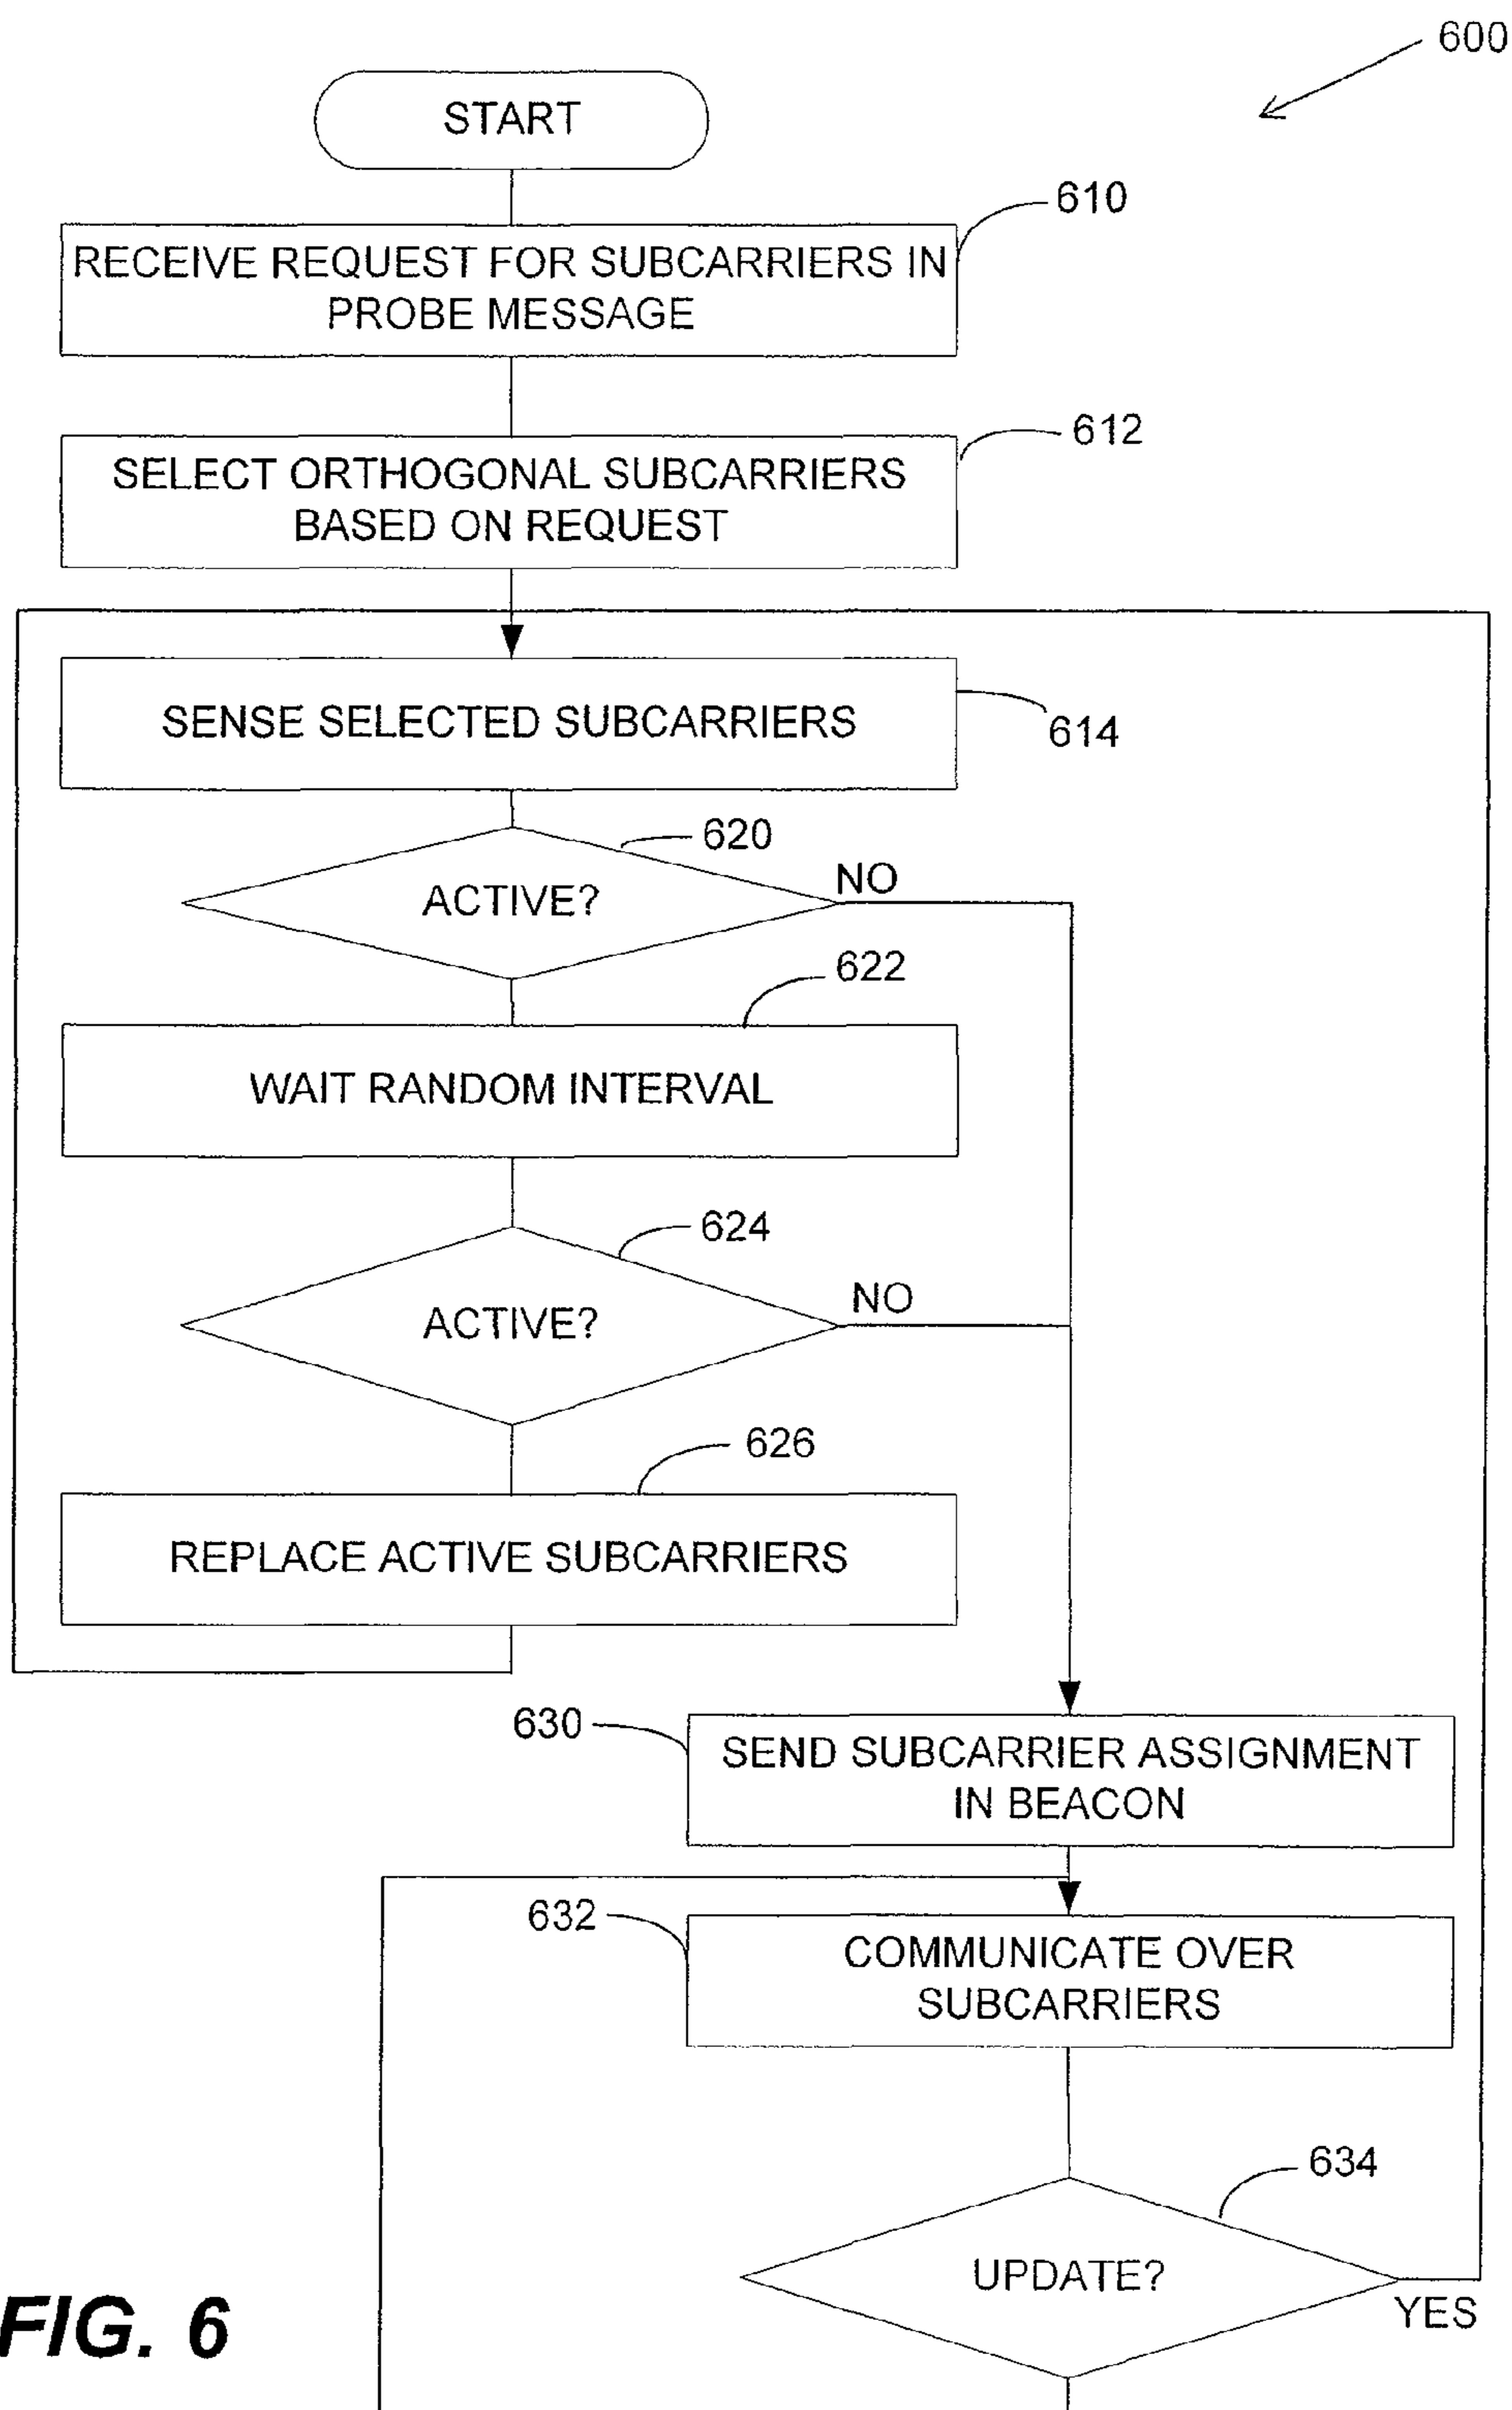 600
START
610
RECEIVE REQUEST FOR SUBCARRIERS IN
PROBE MESSAGE
612
SELECT ORTHOGONAL SUBCARRIERS
BASED ON REQUEST
SENSE SELECTED SUBCARRIERS
614
620
ACTIVE?
NO
622
WAIT RANDOM INTERVAL
624
ACTIVE?
NO
626
REPLACE ACTIVE SUBCARRIERS
630
SEND SUBCARRIER ASSIGNMENT
IN BEACON
632
COMMUNICATE OVER
SUBCARRIERS
634
UPDATE?
YES
FIG. 6